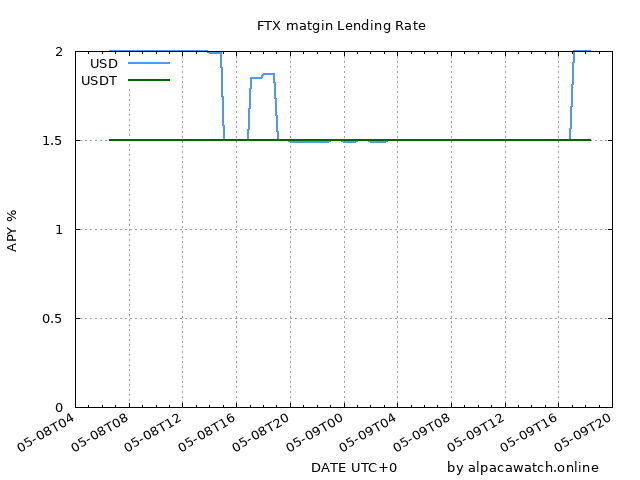 FTX matgin Lending Rate
USD
USDT
2
1.5
1
0.5
0
APY %
05-08T04
05-08T08
05-08T12
05-08T16
05-08T20
05-09T00
05-09T04
05-09T08
05-09T12
05-09T16
05-09T20
DATE UTC+0
by alpacawatch.online